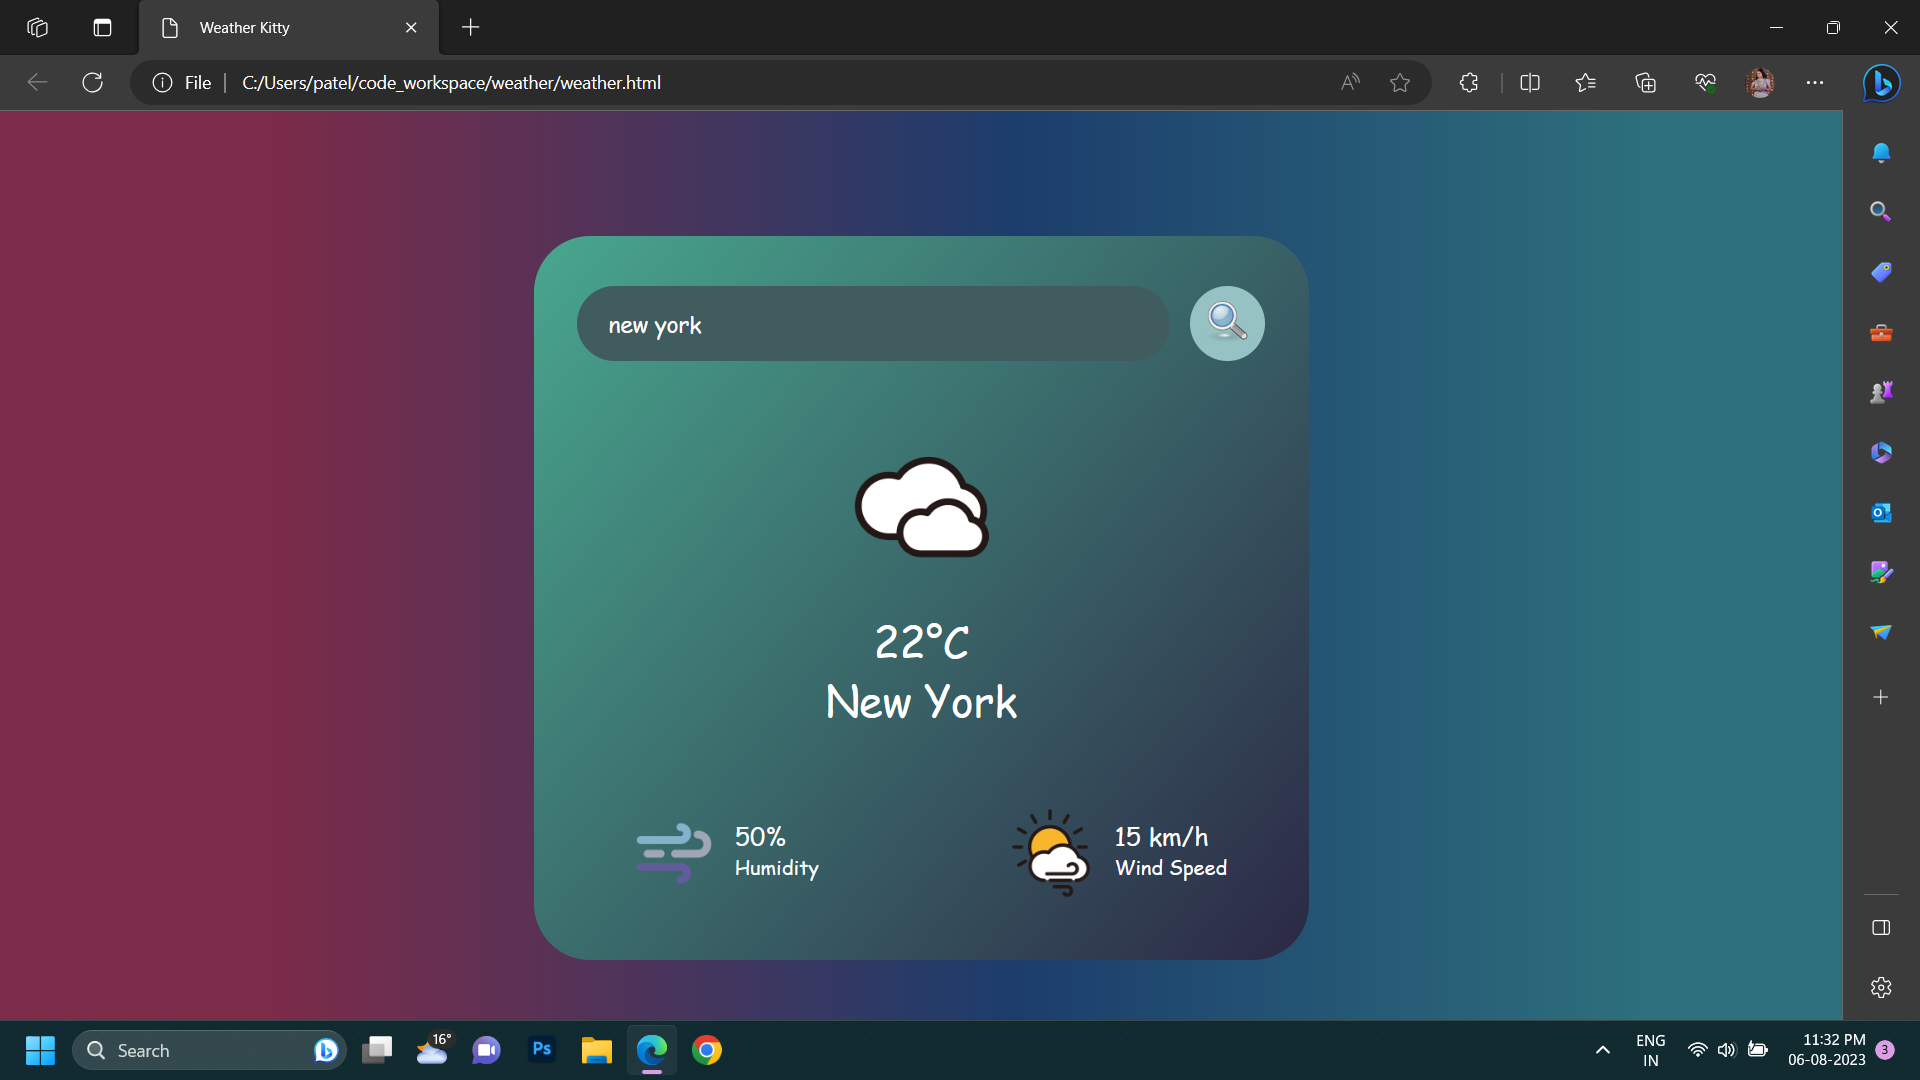 Weather Kitty
File
C:/Users/patel/code_workspace/weather/weather.html
new york
22°C
New York
50%
Humidity
15 km/h
Wind Speed
Search
16°
Ps
ENG
IN
11:32 PM
06-08-2023
3